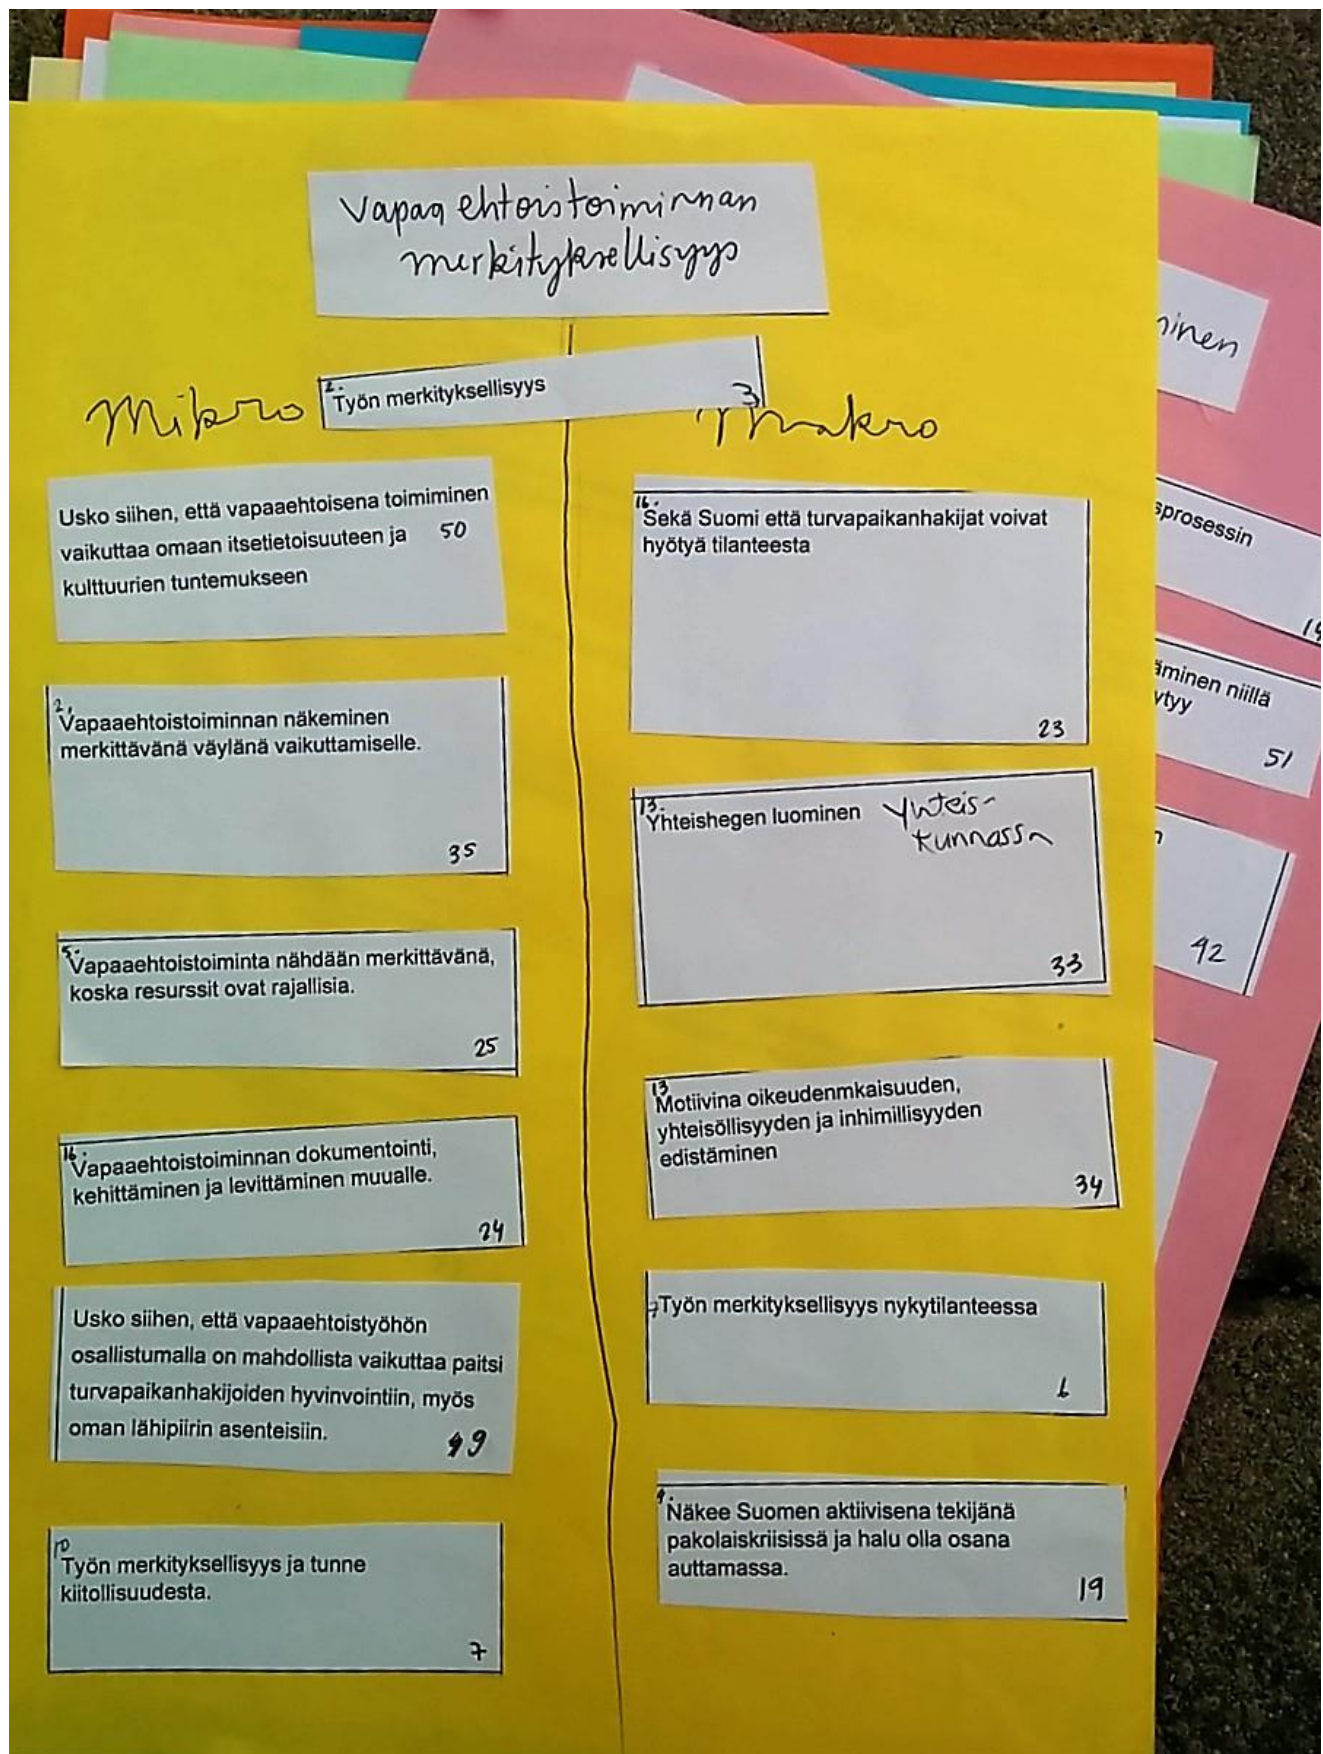 Vapaaehtoistoiminnan
merkityksellisyys
2.
Työn merkityksellisyys
3
Mikro
Makro
Usko siihen, että vapaaehtoisena toimiminen
vaikuttaa omaan itsetietoisuuteen ja 50
kulttuurien tuntemukseen
2.
Vapaaehtoistoiminnan näkeminen
merkittävänä väylänä vaikuttamiselle.
35
5.
Vapaaehtoistoiminta nähdään merkittävänä,
koska resurssit ovat rajallisia.
25
16.
Vapaaehtoistoiminnan dokumentointi,
kehittäminen ja levittäminen muualle.
24
Usko siihen, että vapaaehtoistyöhön
osallistumalla on mahdollista vaikuttaa paitsi
turvapaikanhakijoiden hyvinvointiin, myös
oman lähipiirin asenteisiin.
49
10
Työn merkityksellisyys ja tunne
kiitollisuudesta.
7
16.
Sekä Suomi että turvapaikanhakijat voivat
hyötyä tilanteesta
23
13.
Yhteishegen luominen Yhteis-
kunnassa
33
13
Motiivina oikeudenmkaisuuden,
yhteisöllisyyden ja inhimillisyyden
edistäminen
34
7
Työn merkityksellisyys nykytilanteessa
6
9.
Näkee Suomen aktiivisena tekijänä
pakolaiskriisissä ja halu olla osana
auttamassa.
19
ninen
sprosessin
14
äminen niillä
ytyy
51
n
42